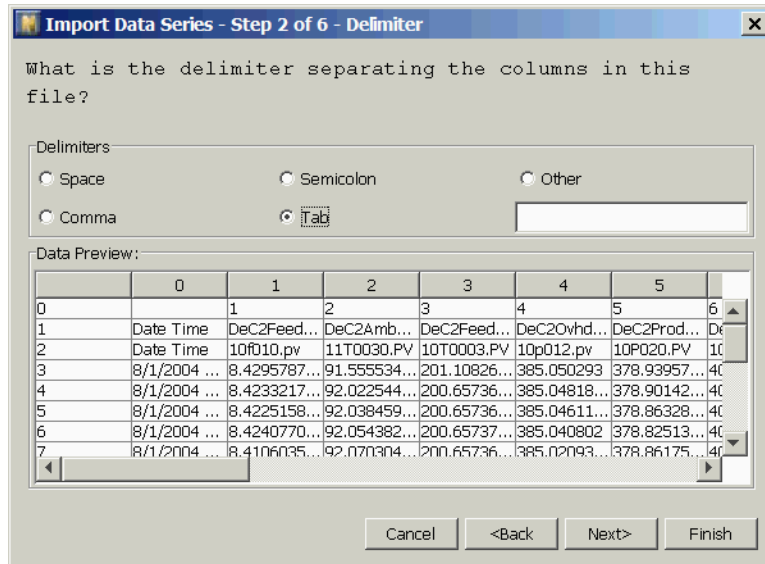 Import Data Series - Step 2 of 6 - Delimiter
What is the delimiter separating the columns in this
file?
Delimiters
Space Semicolon Other
Comma Tab
Data Preview:
0 1 2 3 4 5
0 1 2 3 4 5 6
1 Date Time DeC2Feed... DeC2Amb... DeC2Feed... DeC2Ovhd... DeC2Prod... De
2 Date Time 10f010.pv 11T0030.PV 10T0003.PV 10p012.pv 10P020.PV 10
3 8/1/2004 ... 8.4295787... 91.555534... 201.10826... 385.050293 378.93957... 40
4 8/1/2004 ... 8.4233217... 92.022544... 200.65736... 385.04818... 378.90142... 40
5 8/1/2004 ... 8.4225158... 92.038459... 200.65736... 385.04611... 378.86328... 40
6 8/1/2004 ... 8.4240770... 92.054382... 200.65737... 385.040802 378.82513... 40
7 8/1/2004 ... 8.4106035... 92.070304... 200.65736... 385.02093... 378.86175... 40
Cancel <Back Next> Finish